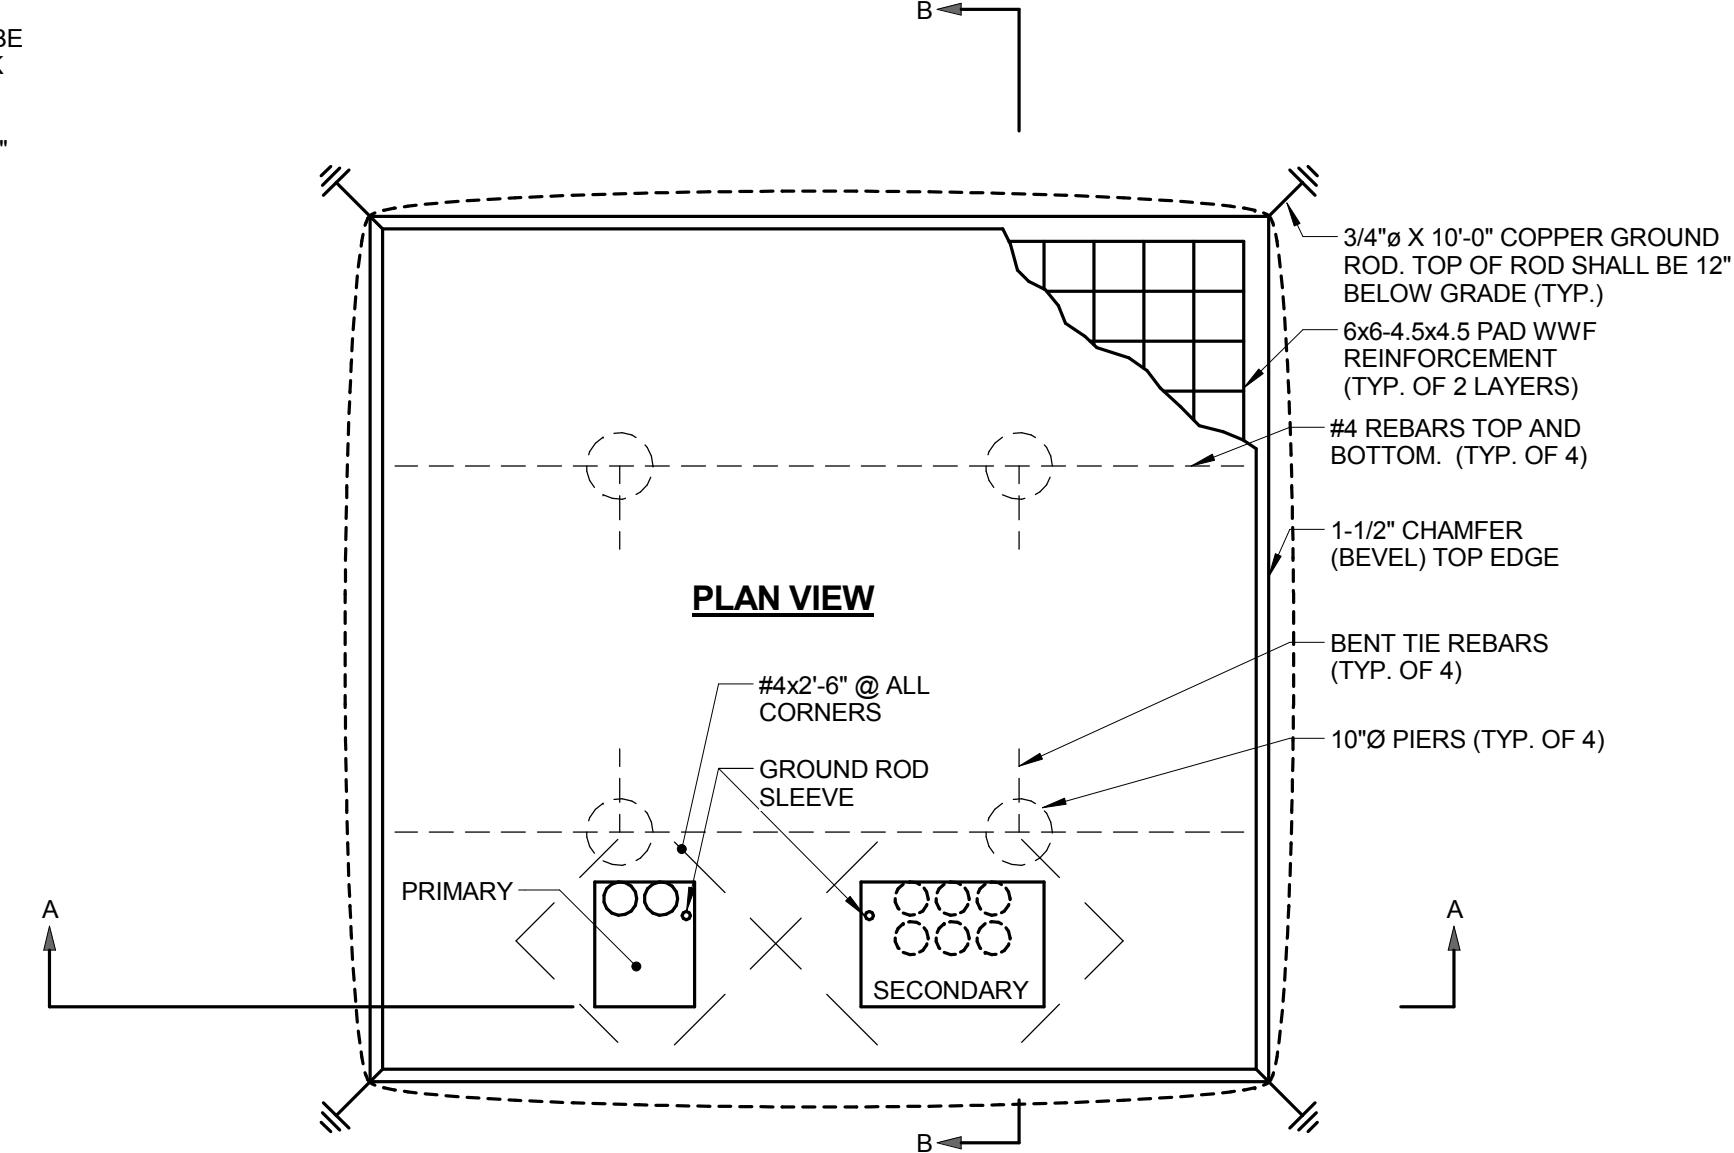 BE
K
"
B
3/4"ø X 10'-0" COPPER GROUND
ROD. TOP OF ROD SHALL BE 12"
BELOW GRADE (TYP.)
6x6-4.5x4.5 PAD WWF
REINFORCEMENT
(TYP. OF 2 LAYERS)
#4 REBARS TOP AND
BOTTOM. (TYP. OF 4)
1-1/2" CHAMFER
(BEVEL) TOP EDGE
PLAN VIEW
BENT TIE REBARS
(TYP. OF 4)
#4x2'-6" @ ALL
CORNERS
10"Ø PIERS (TYP. OF 4)
GROUND ROD
SLEEVE
PRIMARY
A
A
SECONDARY
B